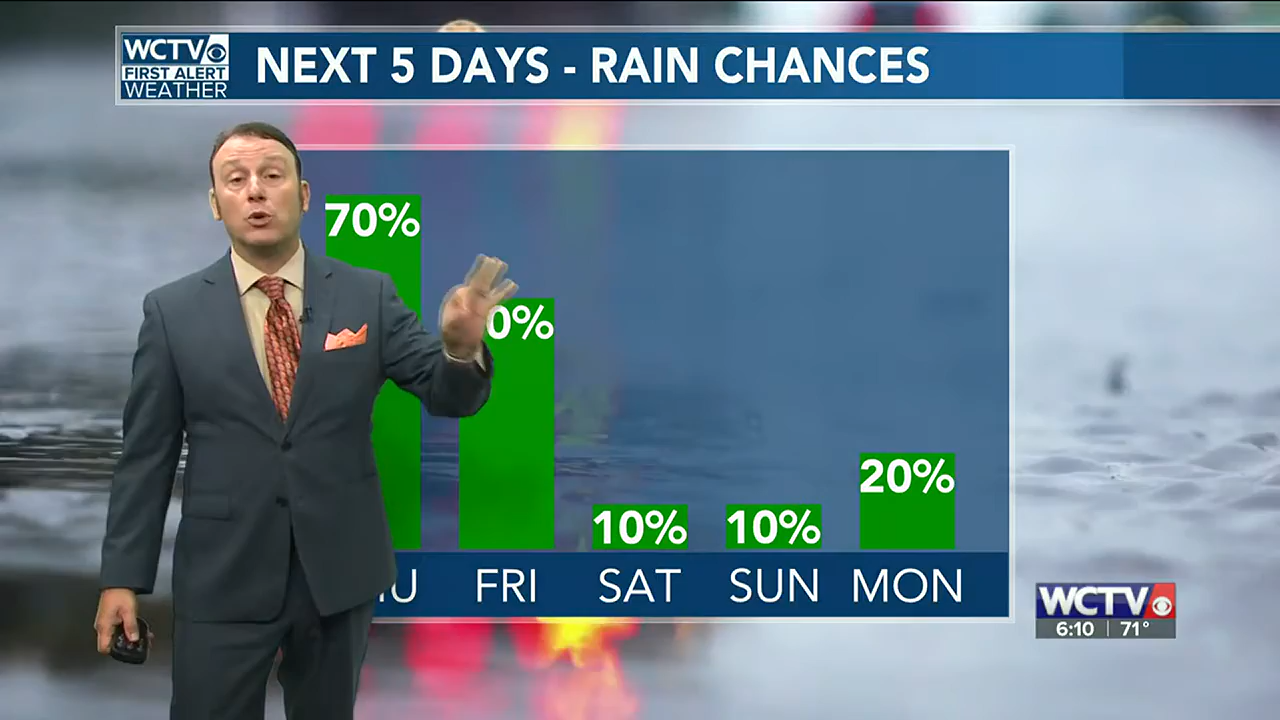 WCTV
FIRST ALERT
WEATHER
NEXT 5 DAYS - RAIN CHANCES
70%
0%
10%
10%
20%
U FRI SAT SUN MON
WCTV
6:10 | 71°